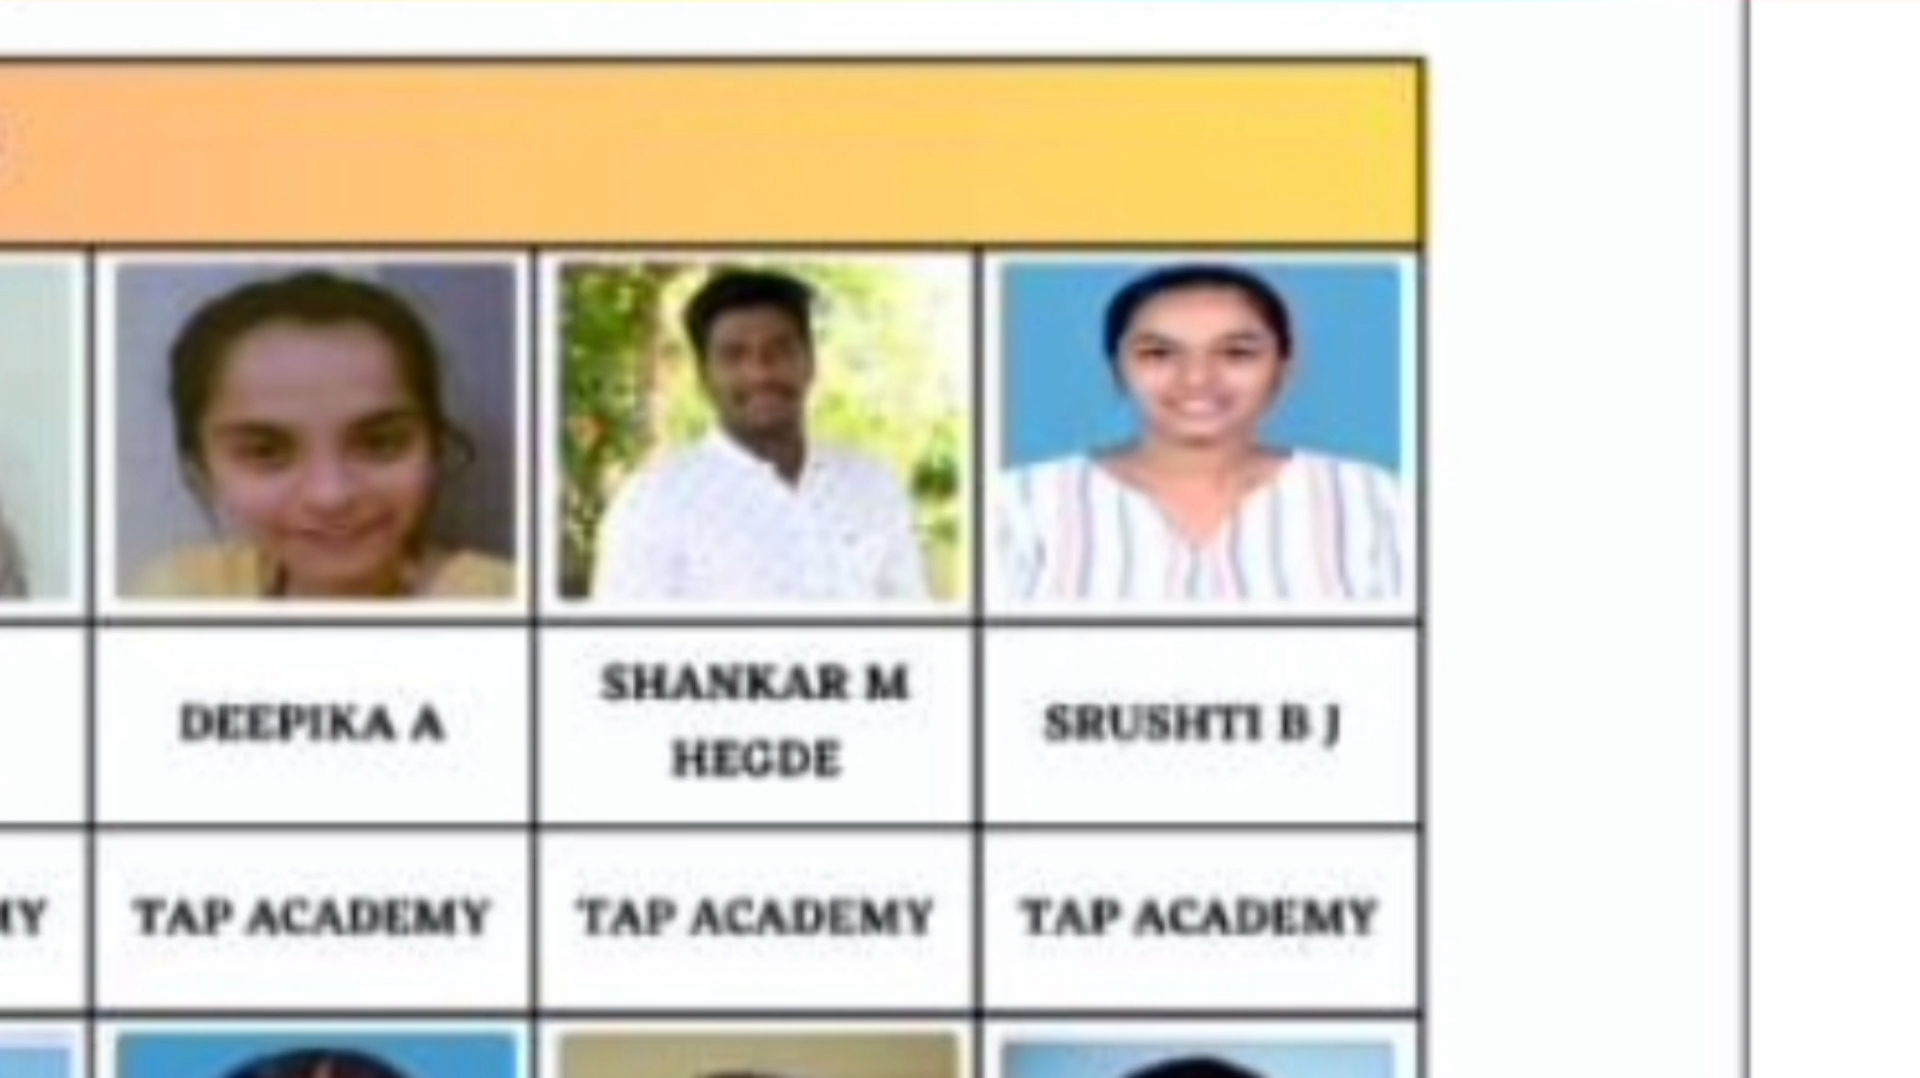 DEEPIKA A
SHANKAR M
HEGDE
SRUSHTI B J
TAP ACADEMY
TAP ACADEMY
TAP ACADEMY